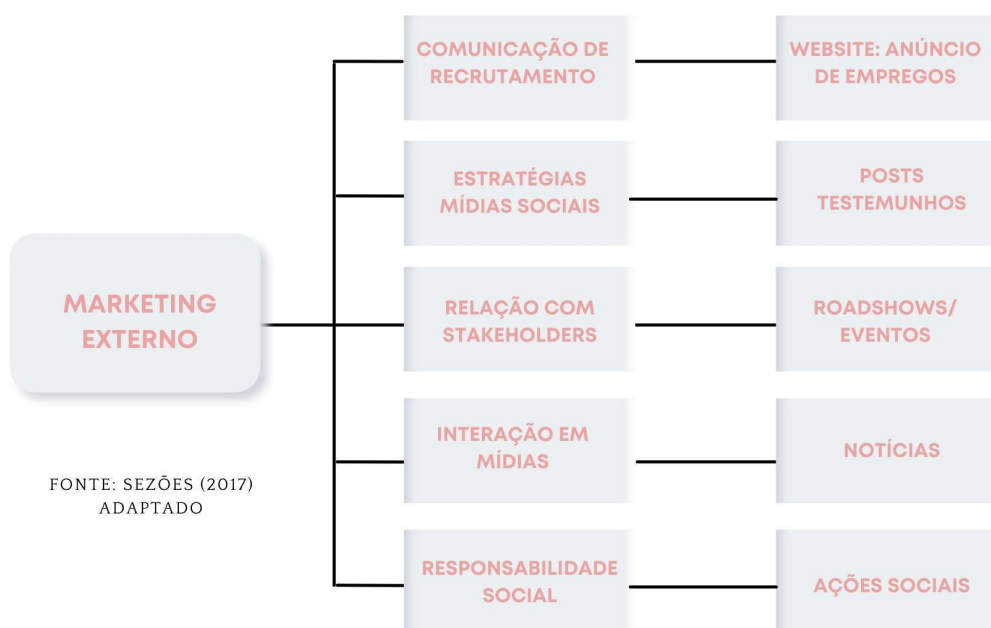 COMUNICAÇÃO DE
RECRUTAMENTO
WEBSITE: ANÚNCIO
DE EMPREGOS
ESTRATÉGIAS
MÍDIAS SOCIAIS
POSTS
TESTEMUNHOS
MARKETING
EXTERNO
RELAÇÃO COM
STAKEHOLDERS
ROADSHOWS/
EVENTOS
INTERAÇÃO EM
MÍDIAS
NOTÍCIAS
FONTE: SEZÕES (2017)
ADAPTADO
RESPONSABILIDADE
SOCIAL
AÇÕES SOCIAIS